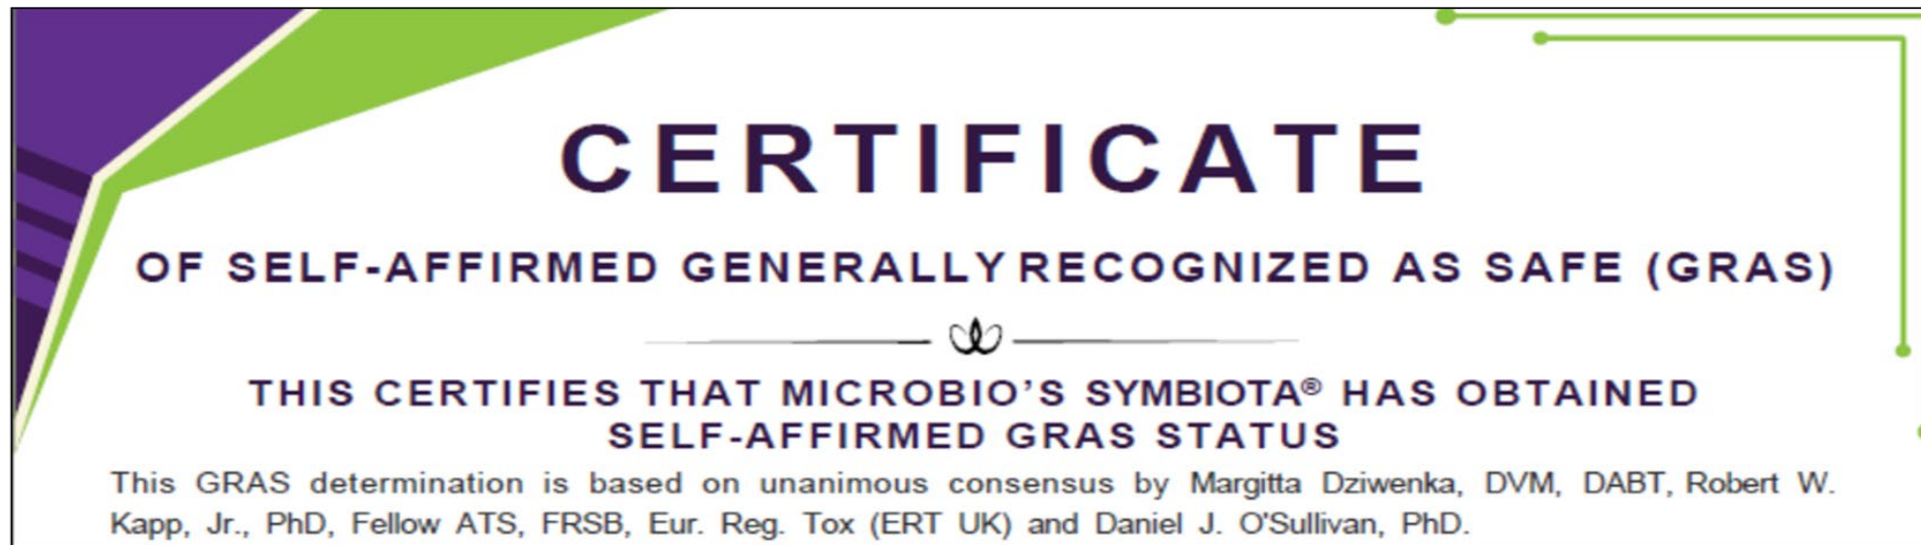 CERTIFICATE
OF SELF-AFFIRMED GENERALLY RECOGNIZED AS SAFE (GRAS)
THIS CERTIFIES THAT MICROBIO’S SYMBIOTA® HAS OBTAINED
SELF-AFFIRMED GRAS STATUS
This GRAS determination is based on unanimous consensus by Margitta Dziwenka, DVM, DABT, Robert W.
Kapp, Jr., PhD, Fellow ATS, FRSB, Eur. Reg. Tox (ERT UK) and Daniel J. O'Sullivan, PhD.